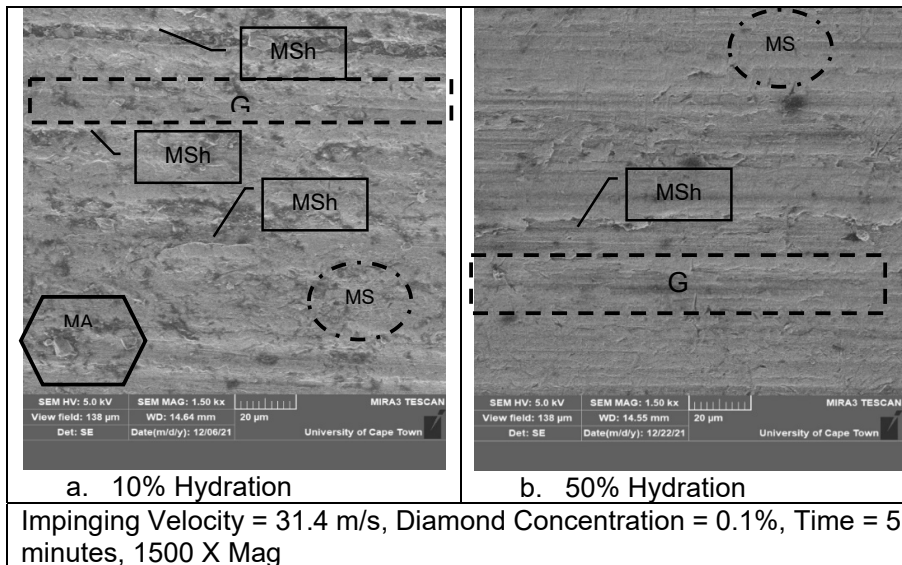 MSh
G
MSh
MSh
MS
MA
SEM HV: 5.0 kV SEM MAG: 1.50 kx MIRA3 TESCAN
View field: 138 µm WD: 14.64 mm 20 µm
Det: SE Date(m/d/y): 12/06/21 University of Cape Town
a. 10% Hydration
MS
MSh
G
SEM HV: 5.0 kV SEM MAG: 1.50 kx MIRA3 TESCAN
View field: 138 µm WD: 14.55 mm 20 µm
Det: SE Date(m/d/y): 12/22/21 University of Cape Town
b. 50% Hydration
Impinging Velocity = 31.4 m/s, Diamond Concentration = 0.1%, Time = 5
minutes, 1500 X Mag